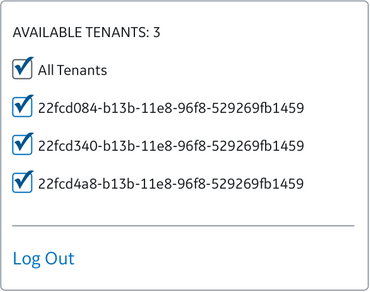 AVAILABLE TENANTS: 3
All Tenants
22fcd084-b13b-11e8-96f8-529269fb1459
22fcd340-b13b-11e8-96f8-529269fb1459
22fcd4a8-b13b-11e8-96f8-529269fb1459
Log Out